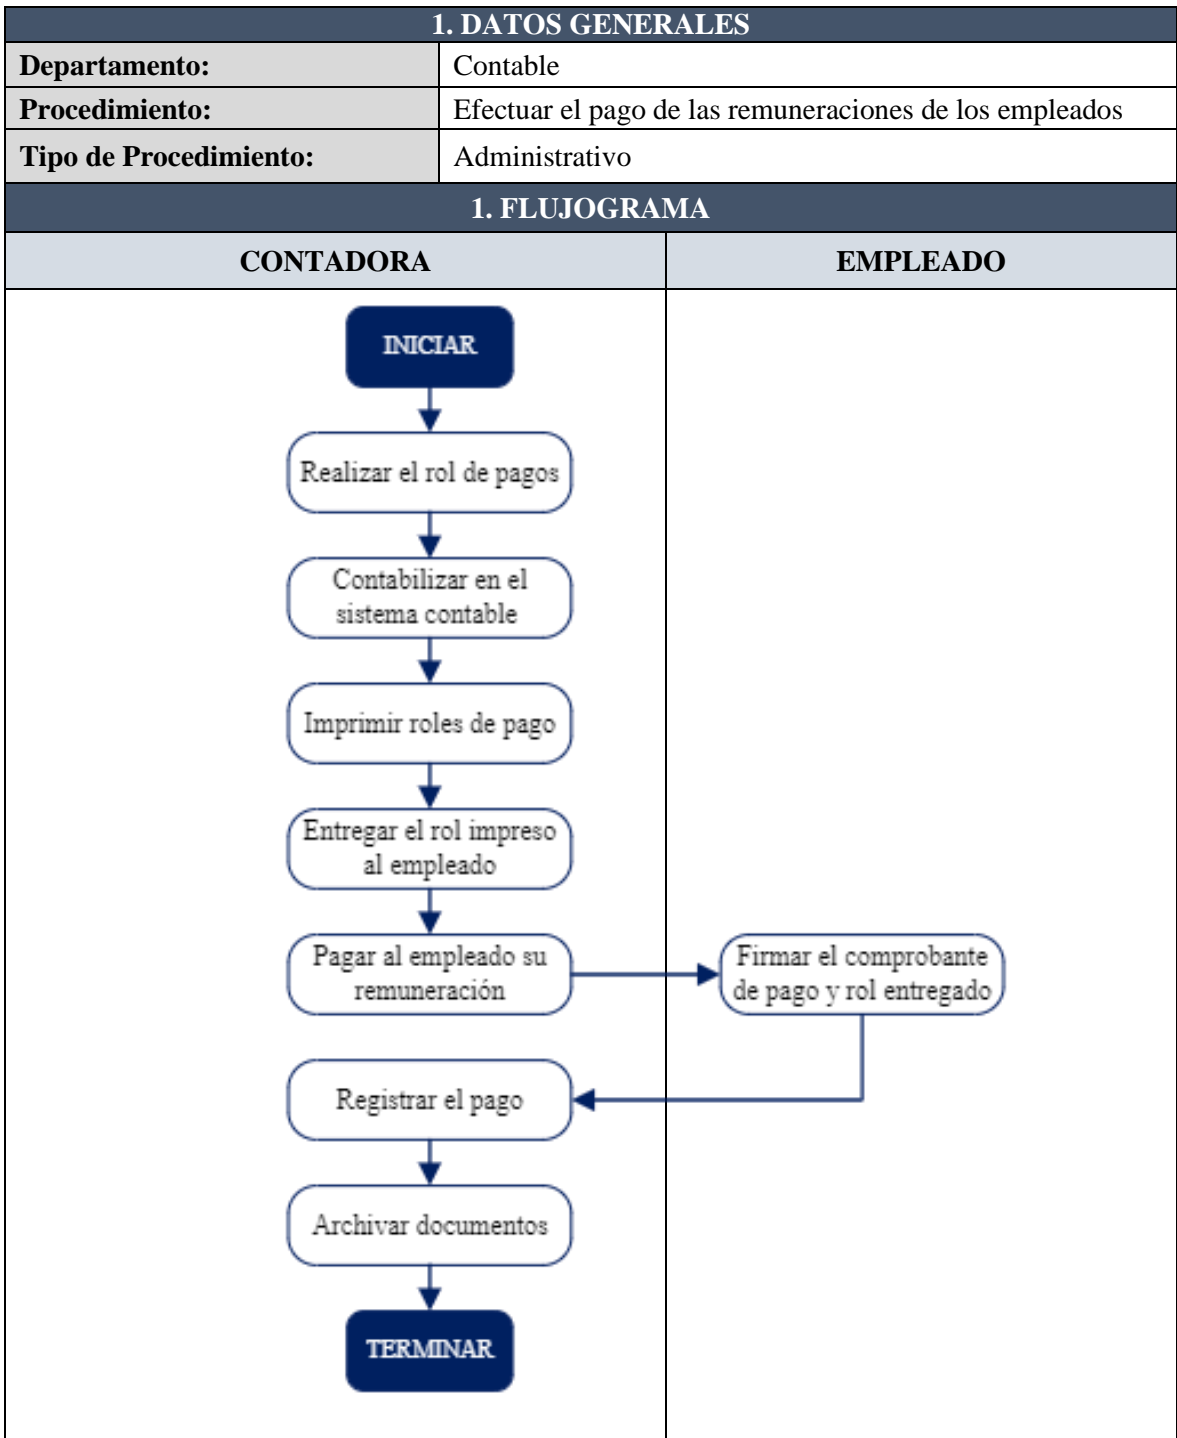 1. DATOS GENERALES
Departamento: Contable
Procedimiento: Efectuar el pago de las remuneraciones de los empleados
Tipo de Procedimiento: Administrativo
1. FLUJOGRAMA
CONTADORA EMPLEADO
INICIAR
Realizar el rol de pagos
Contabilizar en el
sistema contable
Imprimir roles de pago
Entregar el rol impreso
al empleado
Pagar al empleado su
remuneración
Firmar el comprobante
de pago y rol entregado
Registrar el pago
Archivar documentos
TERMINAR